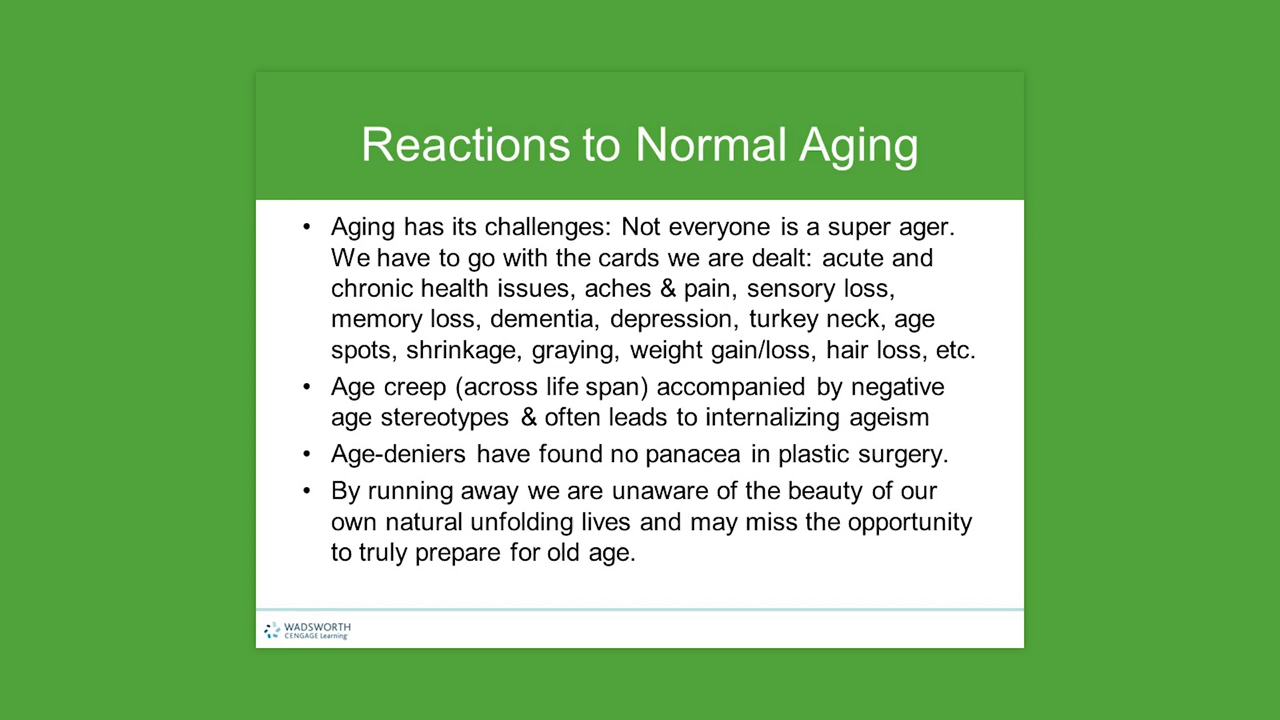 Reactions to Normal Aging
• Aging has its challenges: Not everyone is a super ager.
We have to go with the cards we are dealt: acute and
chronic health issues, aches & pain, sensory loss,
memory loss, dementia, depression, turkey neck, age
spots, shrinkage, graying, weight gain/loss, hair loss, etc.
• Age creep (across life span) accompanied by negative
age stereotypes & often leads to internalizing ageism
• Age-deniers have found no panacea in plastic surgery.
• By running away we are unaware of the beauty of our
own natural unfolding lives and may miss the opportunity
to truly prepare for old age.
WADSWORTH
CENGAGE Learning